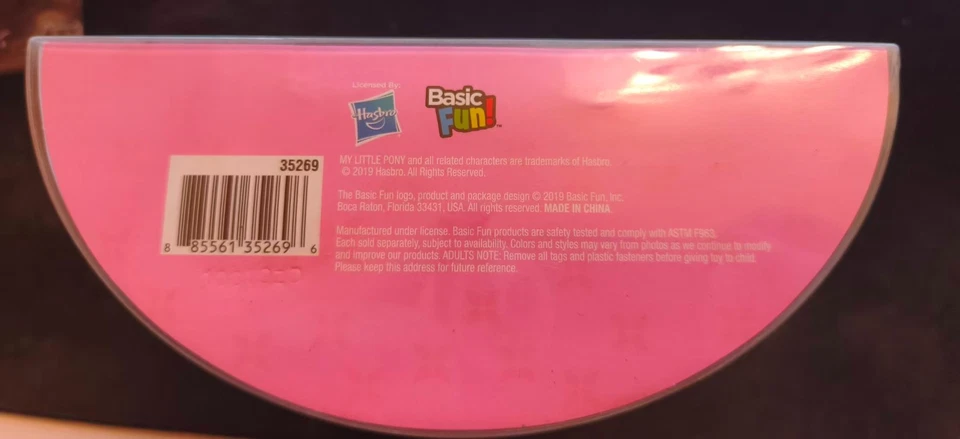 Licensed By:
Hasbro
Basic
Fun!™
35269
8 85561 35269 6
MY LITTLE PONY and all related characters are trademarks of Hasbro.
© 2019 Hasbro. All Rights Reserved.
The Basic Fun logo, product and package design © 2019 Basic Fun, Inc.
Boca Raton, Florida 33431, USA. All rights reserved. MADE IN CHINA.
Manufactured under license. Basic Fun products are safety tested and comply with ASTM F963.
Each sold separately, subject to availability. Colors and styles may vary from photos as we continue to modify
and improve our products. ADULTS NOTE: Remove all tags and plastic fasteners before giving toy to child.
Please keep this address for future reference.